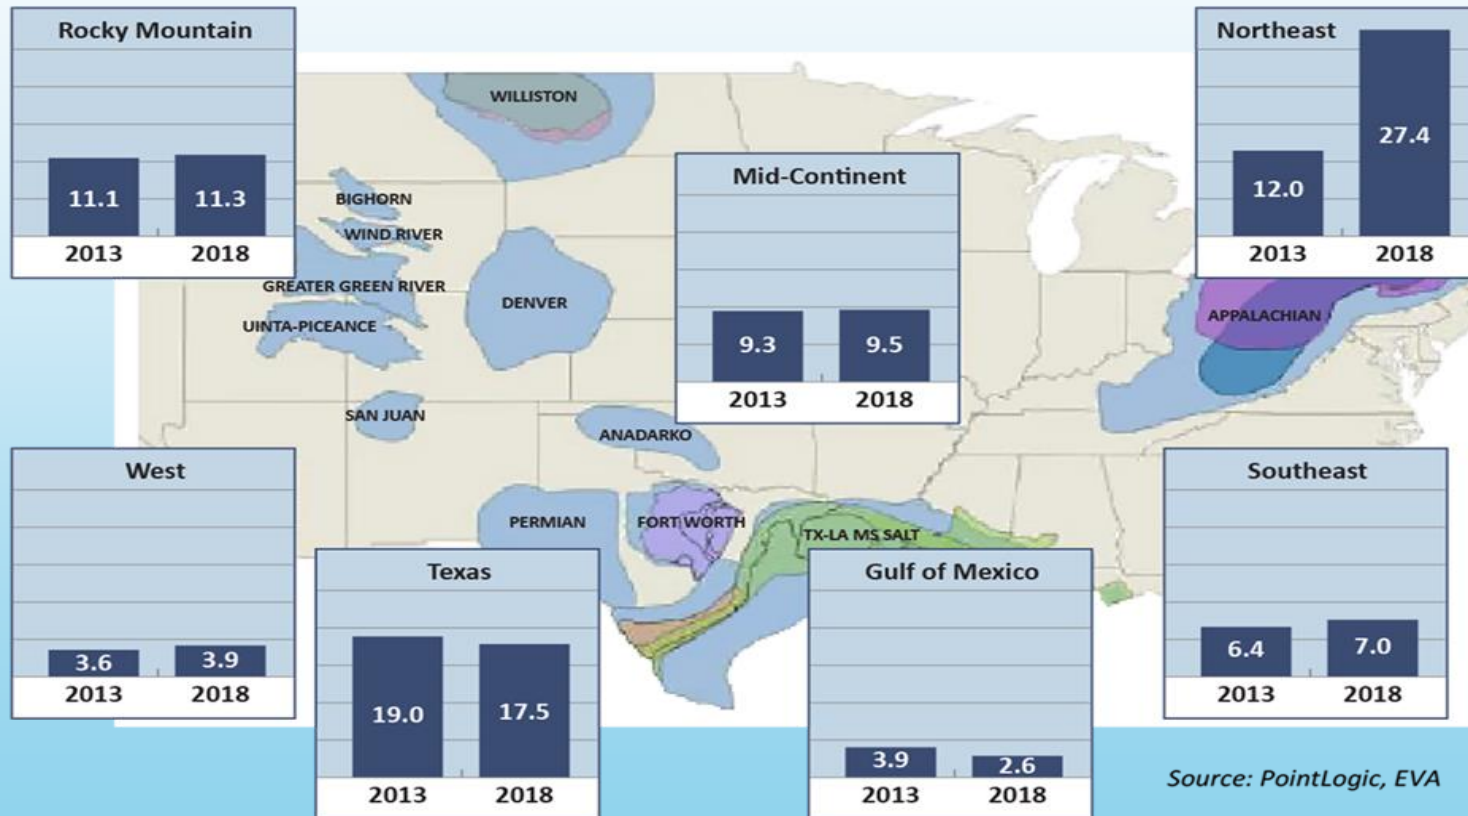 Rocky Mountain
11.1
11.3
2013
2018
Northeast
12.0
27.4
2013
2018
WILLISTON
BIGHORN
WIND RIVER
GREATER GREEN RIVER
UINTA-PICEANCE
DENVER
SAN JUAN
Mid-Continent
9.3
9.5
2013
2018
APPALACHIAN
ANADARKO
West
3.6
3.9
2013
2018
PERMIAN
FORT WORTH
TX-LA MS SALT
Southeast
6.4
7.0
2013
2018
Texas
19.0
17.5
2013
2018
Gulf of Mexico
3.9
2.6
2013
2018
Source: PointLogic, EVA